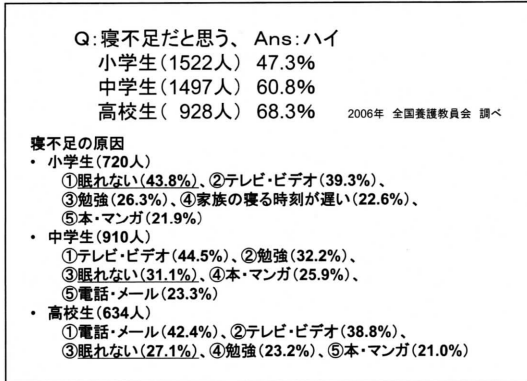 Q:寝不足だと思う、 Ans:ハイ
小学生(1522人) 47.3%
中学生(1497人) 60.8%
高校生( 928人) 68.3%
2006年 全国養護教員会 調べ
寝不足の原因
・ 小学生(720人)
①眠れない(43.8%)、②テレビ・ビデオ(39.3%)、
③勉強(26.3%)、④家族の寝る時刻が遅い(22.6%)、
⑤本・マンガ(21.9%)
・ 中学生(910人)
①テレビ・ビデオ(44.5%)、②勉強(32.2%)、
③眠れない(31.1%)、④本・マンガ(25.9%)、
⑤電話・メール(23.3%)
・ 高校生(634人)
①電話・メール(42.4%)、②テレビ・ビデオ(38.8%)、
③眠れない(27.1%)、④勉強(23.2%)、⑤本・マンガ(21.0%)